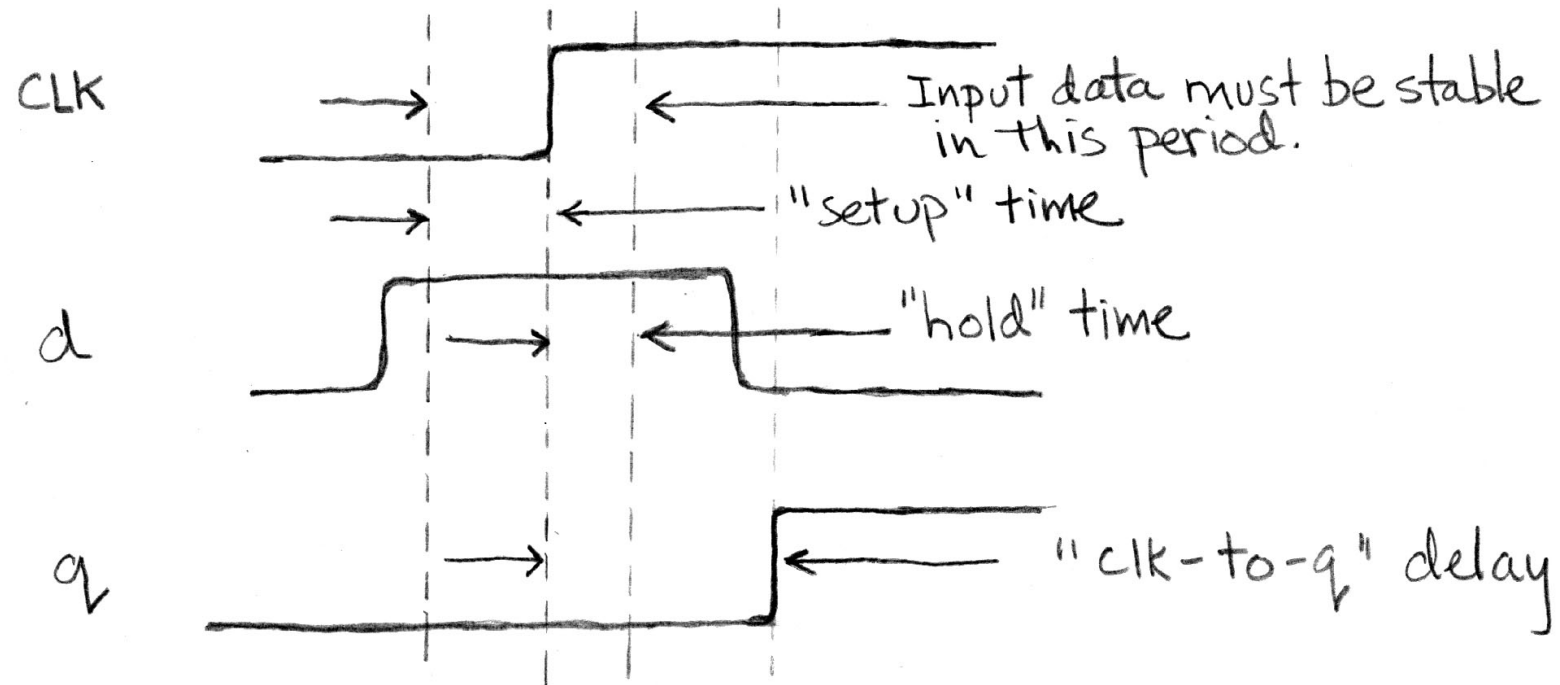 CLK
Input data must be stable
in this period.
"setup" time
d
"hold" time
q
"clk-to-q" delay